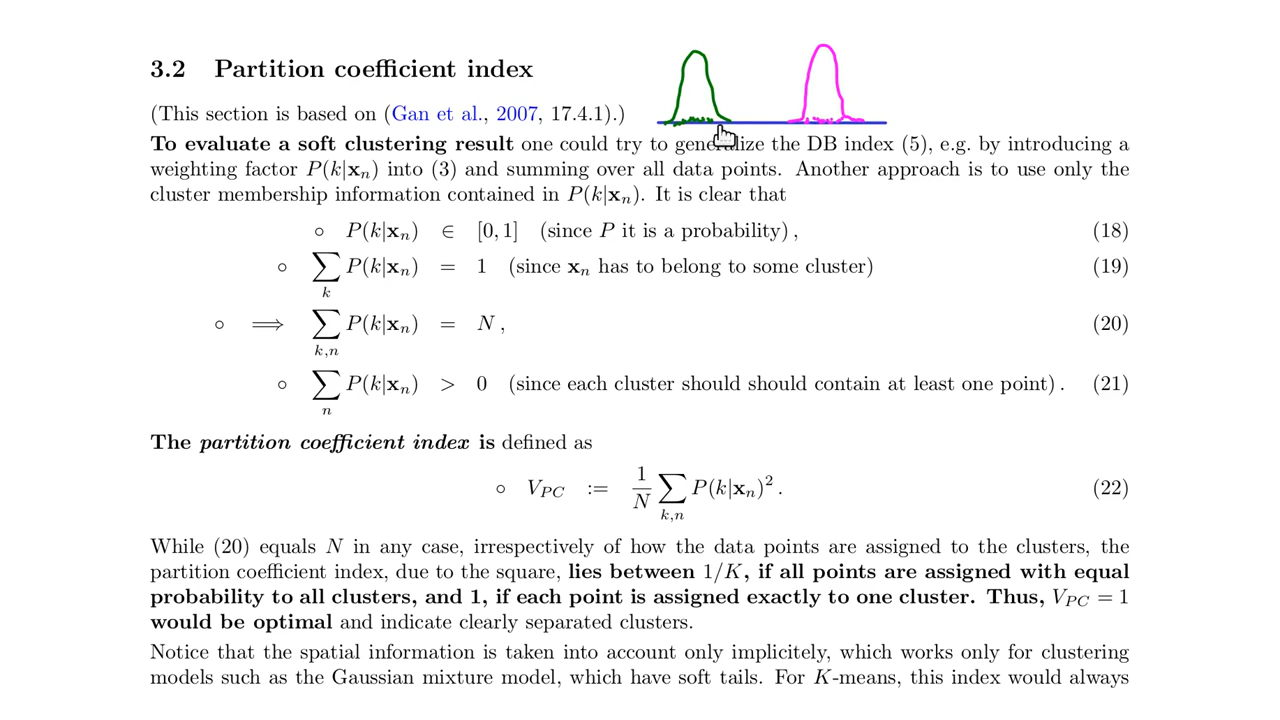 3.2 Partition coefficient index
(This section is based on (Gan et al., 2007, 17.4.1).)
To evaluate a soft clustering result one could try to generalize the DB index (5), e.g. by introducing a
weighting factor P(k|xₙ) into (3) and summing over all data points. Another approach is to use only the
cluster membership information contained in P(k|xₙ). It is clear that
◦ P(k|xₙ) ∈ [0, 1] (since P it is a probability) , (18)
◦ ∑ₖ P(k|xₙ) = 1 (since xₙ has to belong to some cluster) (19)
◦ ⟹ ∑ₖ,ₙ P(k|xₙ) = N , (20)
◦ ∑ₙ P(k|xₙ) > 0 (since each cluster should should contain at least one point) . (21)
The partition coefficient index is defined as
◦ V_PC := 1/N ∑ₖ,ₙ P(k|xₙ)² . (22)
While (20) equals N in any case, irrespectively of how the data points are assigned to the clusters, the
partition coefficient index, due to the square, lies between 1/K, if all points are assigned with equal
probability to all clusters, and 1, if each point is assigned exactly to one cluster. Thus, V_PC = 1
would be optimal and indicate clearly separated clusters.
Notice that the spatial information is taken into account only implicitely, which works only for clustering
models such as the Gaussian mixture model, which have soft tails. For K-means, this index would always